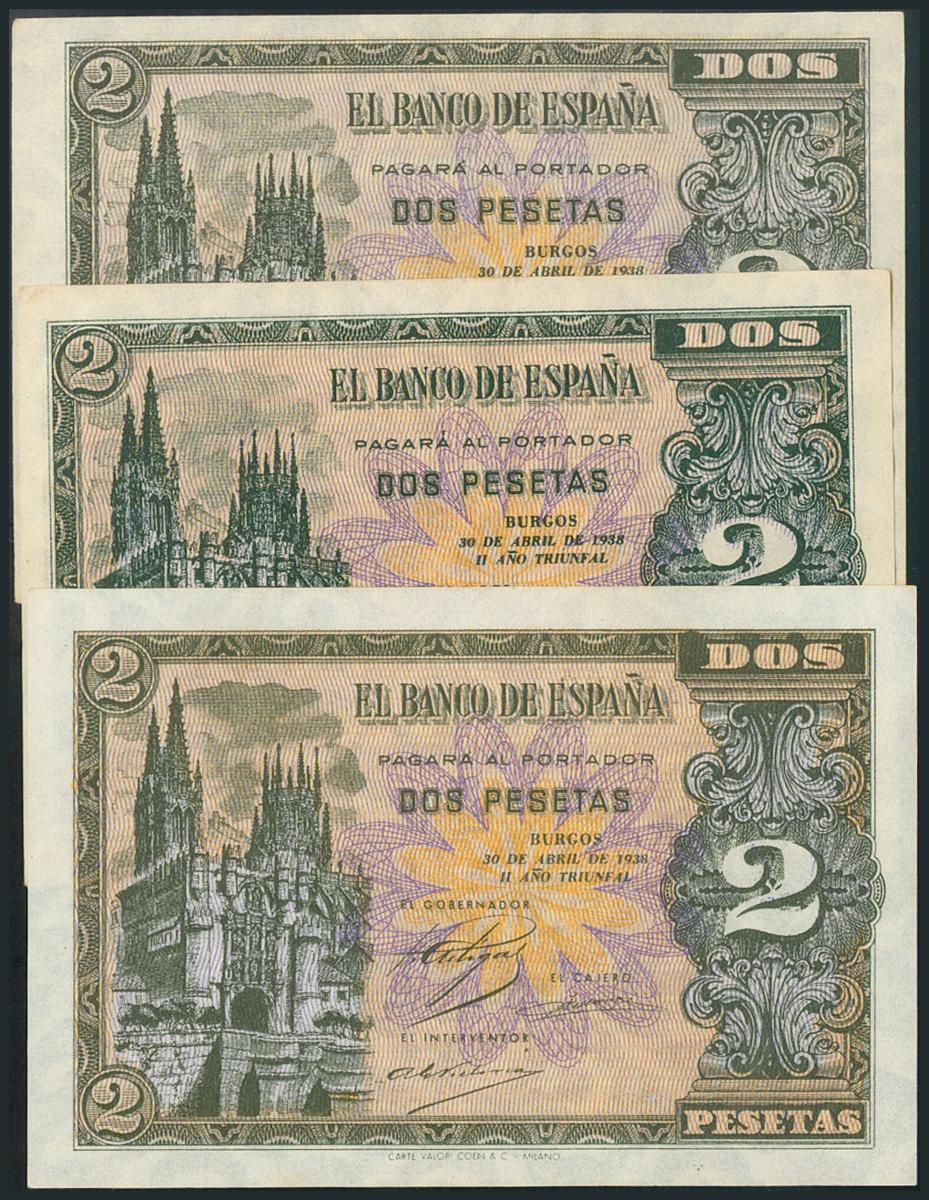 2
DOS
EL BANCO DE ESPAÑA
PAGARÁ AL PORTADOR
DOS PESETAS
BURGOS
30 DE ABRIL DE 1938
2
2
DOS
EL BANCO DE ESPAÑA
PAGARÁ AL PORTADOR
DOS PESETAS
BURGOS
30 DE ABRIL DE 1938
II AÑO TRIUNFAL
2
2
DOS
EL BANCO DE ESPAÑA
PAGARÁ AL PORTADOR
DOS PESETAS
BURGOS
30 DE ABRIL DE 1938
II AÑO TRIUNFAL
2
EL GOBERNADOR
EL CAJERO
EL INTERVENTOR
2
PESETAS
CARTE VALORI COEN & C. - MILANO